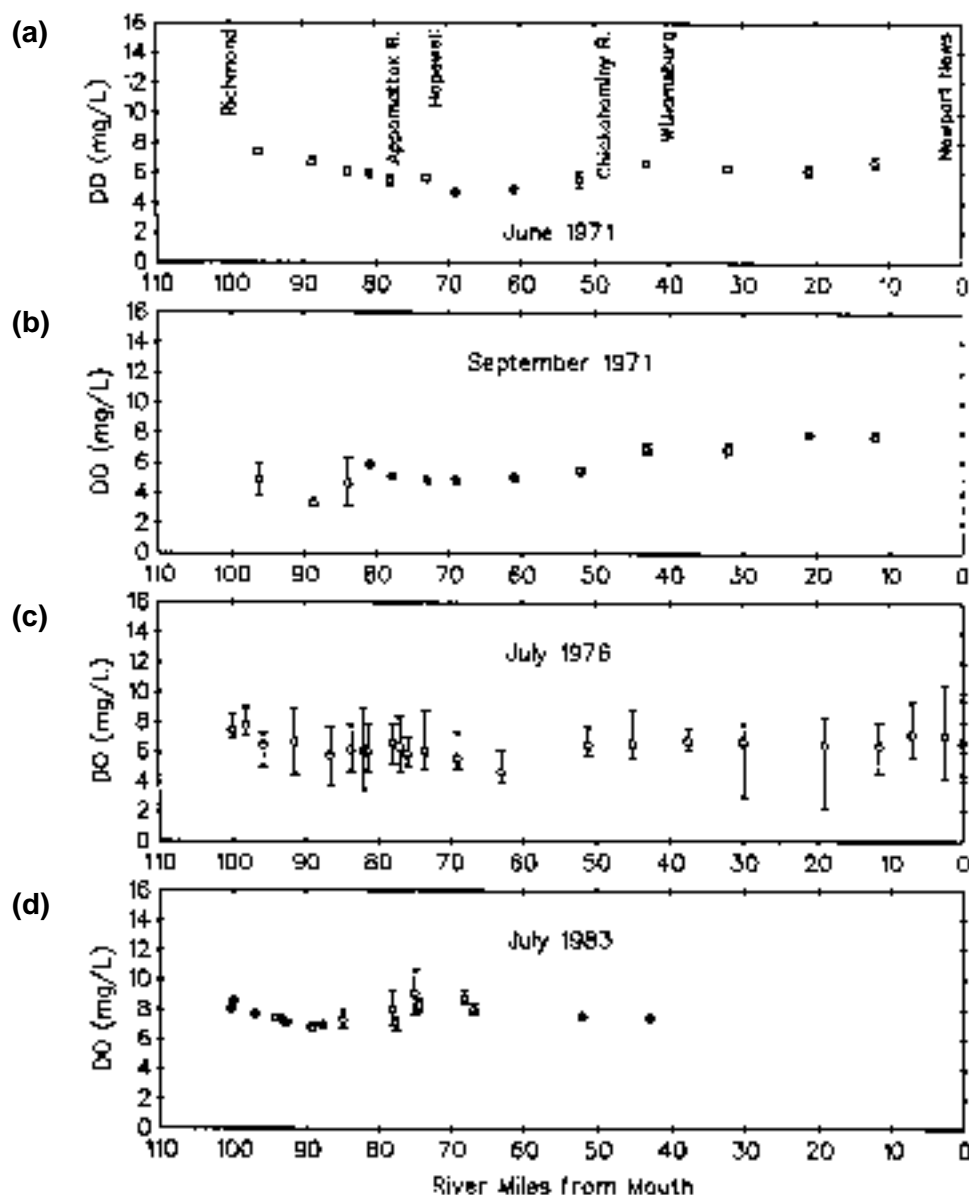 (a)
16
14
12
10
8
6
4
2
0
DO (mg/L)
Richmond
Appomattox R.
Hopewell
Chickahominy R.
Williamsburg
Newport News
June 1971
110 100 90 80 70 60 50 40 30 20 10 0
(b)
16
14
12
10
8
6
4
2
0
DO (mg/L)
September 1971
110 100 90 80 70 60 50 40 30 20 10 0
(c)
16
14
12
10
8
6
4
2
0
DO (mg/L)
July 1976
110 100 90 80 70 60 50 40 30 20 10 0
(d)
16
14
12
10
8
6
4
2
0
DO (mg/L)
July 1983
110 100 90 80 70 60 50 40 30 20 10 0
River Miles from Mouth